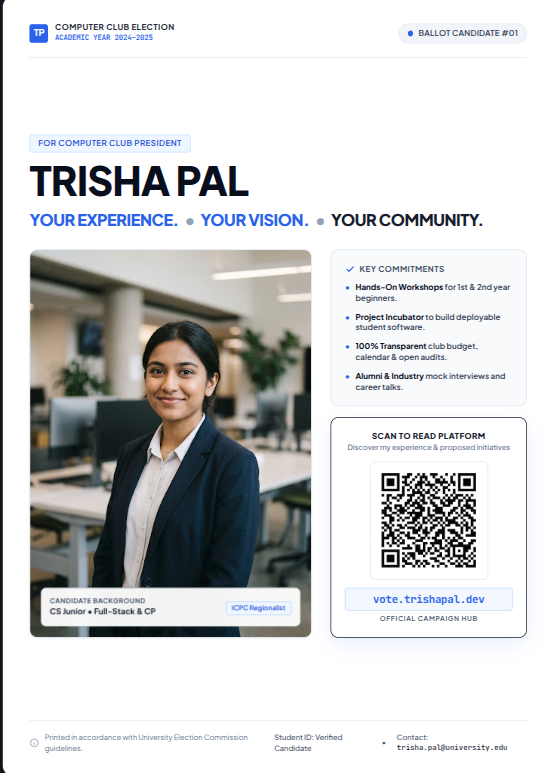 TP
COMPUTER CLUB ELECTION
ACADEMIC YEAR 2024–2025
BALLOT CANDIDATE #01
FOR COMPUTER CLUB PRESIDENT
TRISHA PAL
YOUR EXPERIENCE. ● YOUR VISION. ● YOUR COMMUNITY.
✓ KEY COMMITMENTS
• Hands-On Workshops for 1st & 2nd year
beginners.
• Project Incubator to build deployable
student software.
• 100% Transparent club budget,
calendar & open audits.
• Alumni & Industry mock interviews and
career talks.
CANDIDATE BACKGROUND
CS Junior • Full-Stack & CP
ICPC Regionalist
SCAN TO READ PLATFORM
Discover my experience & proposed initiatives
vote.trishapal.dev
OFFICIAL CAMPAIGN HUB
Printed in accordance with University Election Commission
guidelines.
Student ID: Verified
Candidate
• Contact:
trisha.pal@university.edu